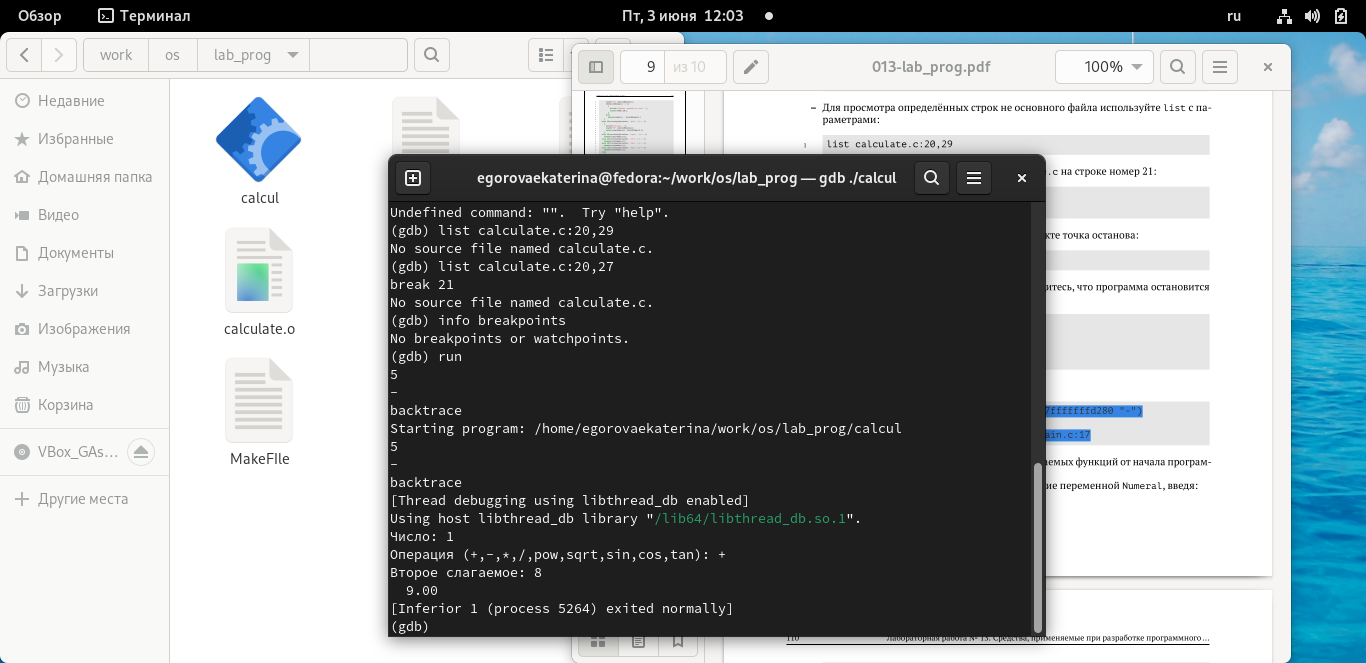 Обзор
Терминал
Пт, 3 июня 12:03
ru
work
os
lab_prog
9
из 10
013-lab_prog.pdf
100%
Недавние
Избранные
Домашняя папка
Видео
Документы
Загрузки
Изображения
Музыка
Корзина
VBox_GAs…
Другие места
calcul
calculate.o
MakeFIle
– Для просмотра определённых строк не основного файла используйте list с па-
раметрами:
list calculate.c:20,29
.c на строке номер 21:
кте точка останова:
итесь, что программа остановится
7fffffffd280 "-")
ain.c:17
аемых функций от начала програм-
ие переменной Numeral, введя:
110
Лабораторная работа № 13. Средства, применяемые при разработке программного…
egorovaekaterina@fedora:~/work/os/lab_prog — gdb ./calcul
Undefined command: "". Try "help".
(gdb) list calculate.c:20,29
No source file named calculate.c.
(gdb) list calculate.c:20,27
break 21
No source file named calculate.c.
(gdb) info breakpoints
No breakpoints or watchpoints.
(gdb) run
5
-
backtrace
Starting program: /home/egorovaekaterina/work/os/lab_prog/calcul
5
-
backtrace
[Thread debugging using libthread_db enabled]
Using host libthread_db library "/lib64/libthread_db.so.1".
Число: 1
Операция (+,-,*,/,pow,sqrt,sin,cos,tan): +
Второе слагаемое: 8
9.00
[Inferior 1 (process 5264) exited normally]
(gdb)